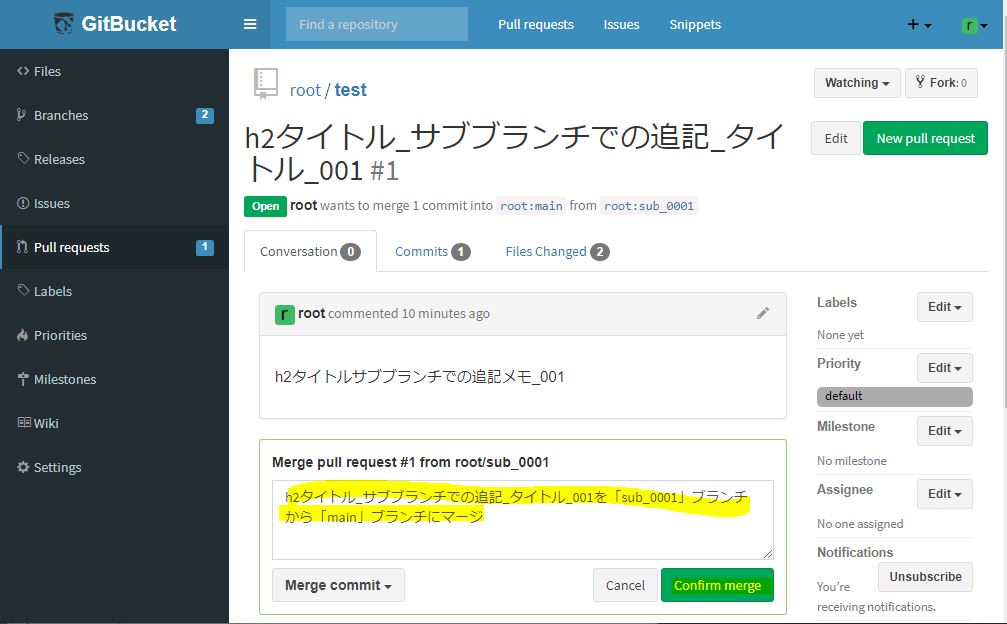 GitBucket
Find a repository
Pull requests
Issues
Snippets
r
Files
Branches 2
Releases
Issues
Pull requests 1
Labels
Priorities
Milestones
Wiki
Settings
root / test
Watching
Fork: 0
h2タイトル_サブブランチでの追記_タイ
トル_001 #1
Edit
New pull request
Open root wants to merge 1 commit into root:main from root:sub_0001
Conversation 0
Commits 1
Files Changed 2
r root commented 10 minutes ago
h2タイトルサブブランチでの追記メモ_001
Merge pull request #1 from root/sub_0001
h2タイトル_サブブランチでの追記_タイトル_001を「sub_0001」ブランチ
から「main」ブランチにマージ
Merge commit
Cancel
Confirm merge
Labels
Edit
None yet
Priority
Edit
default
Milestone
Edit
No milestone
Assignee
Edit
No one assigned
Notifications
Unsubscribe
You're
receiving notifications.